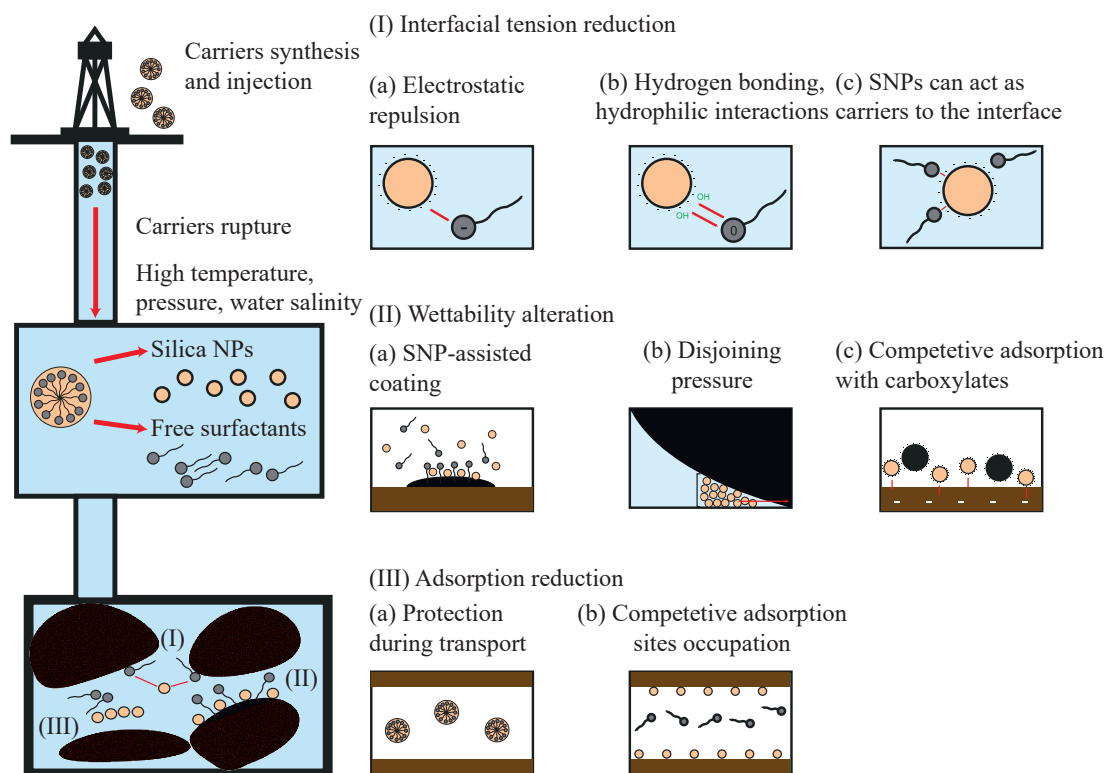 Carriers synthesis
and injection
Carriers rupture
High temperature,
pressure, water salinity
Silica NPs
Free surfactants
(I)
(II)
(III)
(I) Interfacial tension reduction
(a) Electrostatic
repulsion
-
(b) Hydrogen bonding,
hydrophilic interactions
OH
OH
0
(c) SNPs can act as
carriers to the interface
(II) Wettability alteration
(a) SNP-assisted
coating
(b) Disjoining
pressure
(c) Competetive adsorption
with carboxylates
- - - -
(III) Adsorption reduction
(a) Protection
during transport
(b) Competetive adsorption
sites occupation